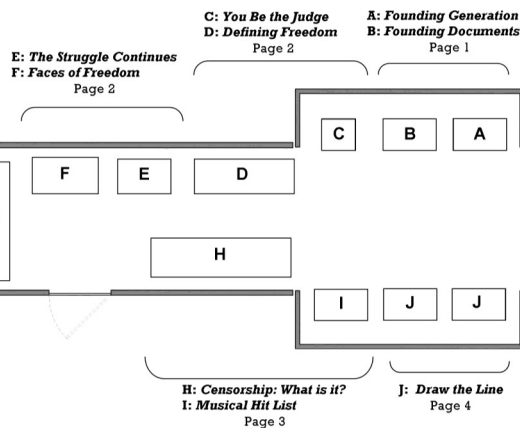 C: You Be the Judge
D: Defining Freedom
Page 2
A: Founding Generation
B: Founding Documents
Page 1
E: The Struggle Continues
F: Faces of Freedom
Page 2
C
B
A
F
E
D
H
I
J
J
H: Censorship: What is it?
I: Musical Hit List
Page 3
J: Draw the Line
Page 4